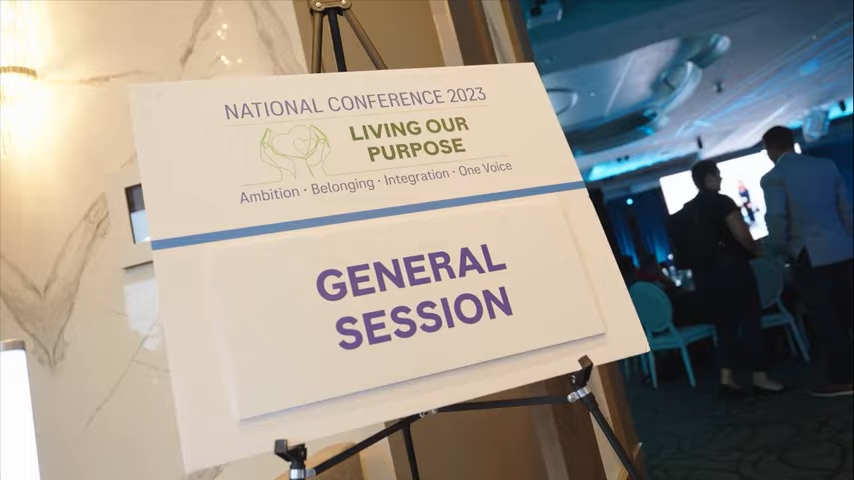 NATIONAL CONFERENCE 2023
LIVING OUR
PURPOSE
Ambition · Belonging · Integration · One Voice
GENERAL
SESSION